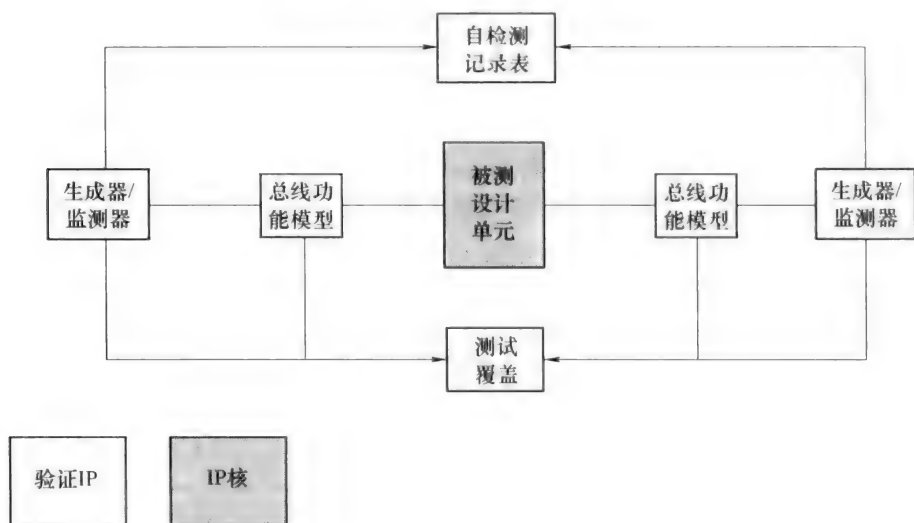 自检测
记录表
生成器/
监测器
总线功
能模型
被测
设计
单元
总线功
能模型
生成器/
监测器
测试
覆盖
验证IP
IP核